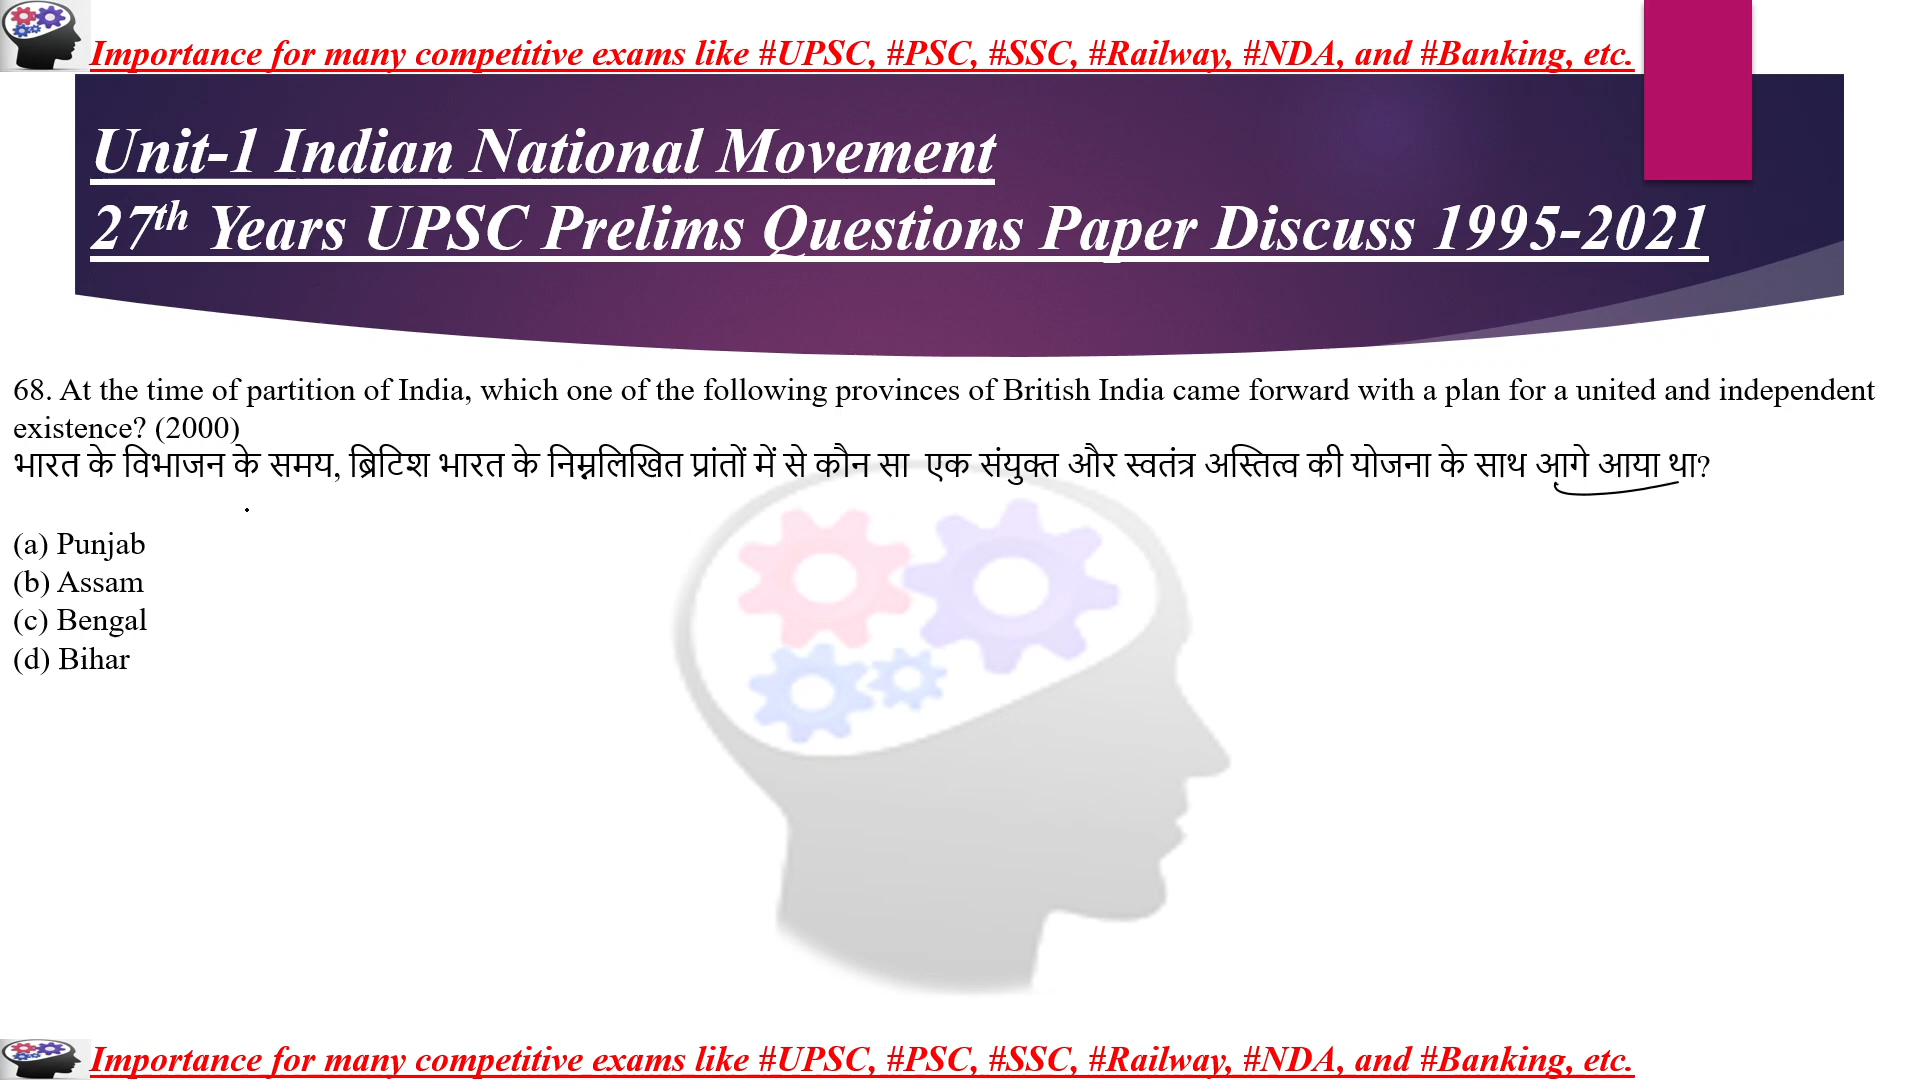 Importance for many competitive exams like #UPSC, #PSC, #SSC, #Railway, #NDA, and #Banking, etc.
Unit-1 Indian National Movement
27th Years UPSC Prelims Questions Paper Discuss 1995-2021
68. At the time of partition of India, which one of the following provinces of British India came forward with a plan for a united and independent
existence? (2000)
भारत के विभाजन के समय, ब्रिटिश भारत के निम्नलिखित प्रांतों में से कौन सा एक संयुक्त और स्वतंत्र अस्तित्व की योजना के साथ आगे आया था?
(a) Punjab
(b) Assam
(c) Bengal
(d) Bihar
Importance for many competitive exams like #UPSC, #PSC, #SSC, #Railway, #NDA, and #Banking, etc.